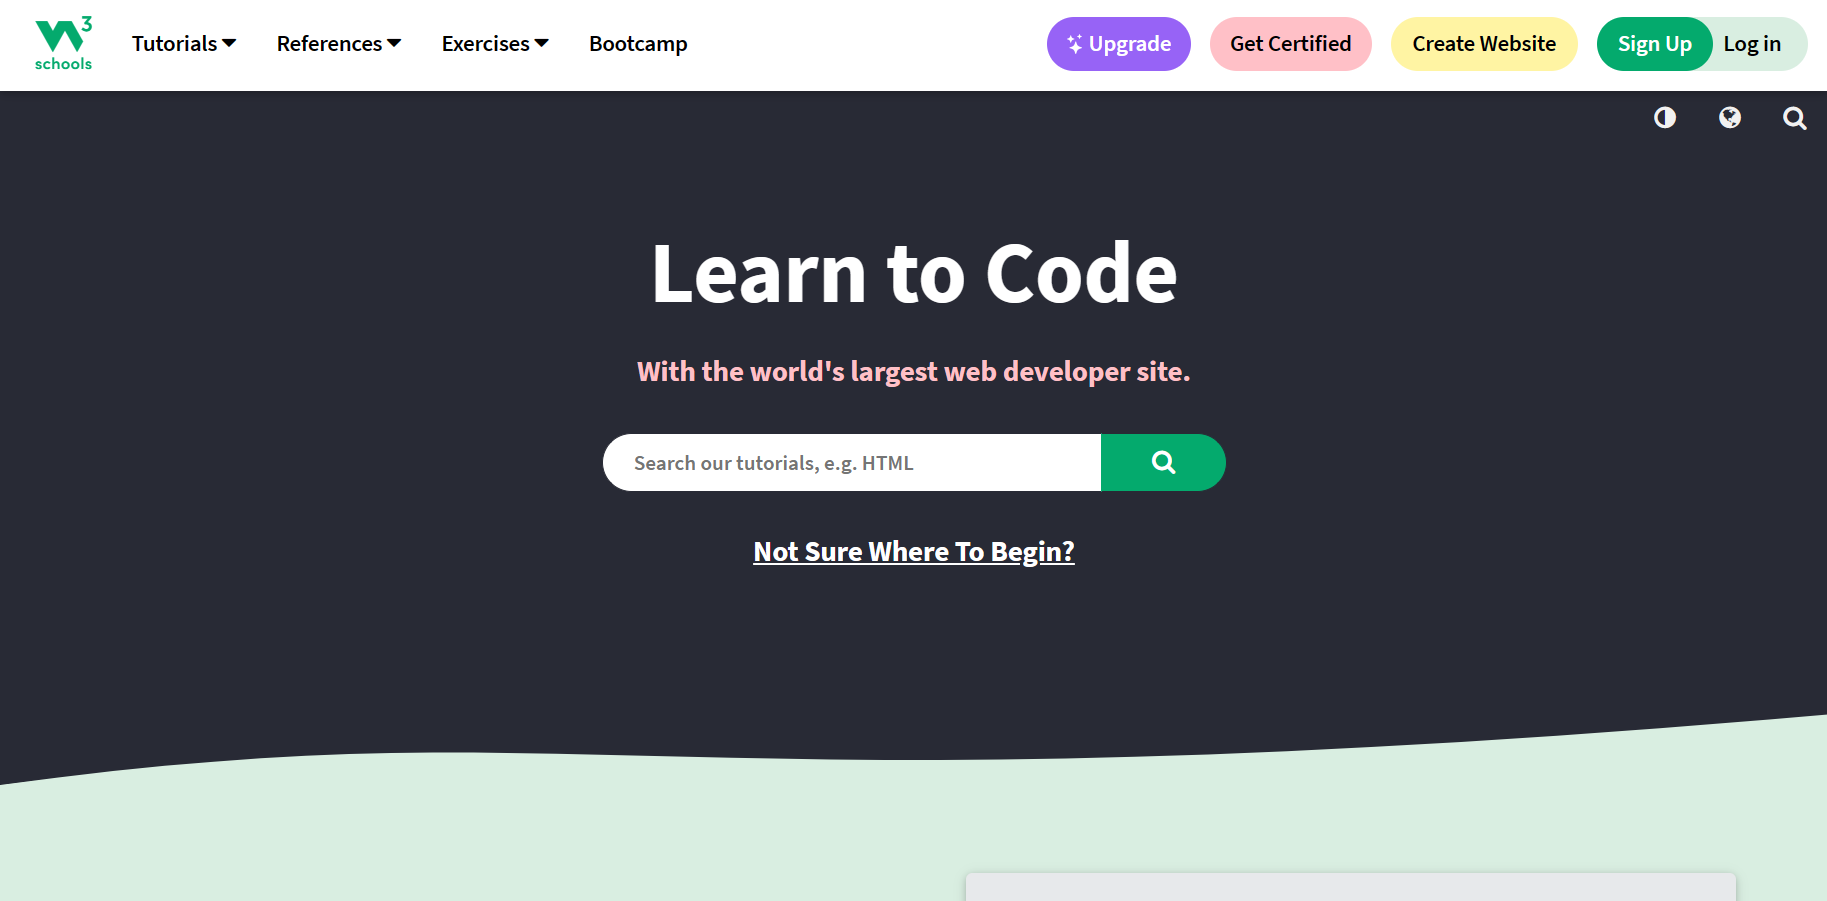 W3 schools
Tutorials References Exercises Bootcamp Upgrade Get Certified Create Website Sign Up Log in
Learn to Code
With the world's largest web developer site.
Search our tutorials, e.g. HTML
Not Sure Where To Begin?